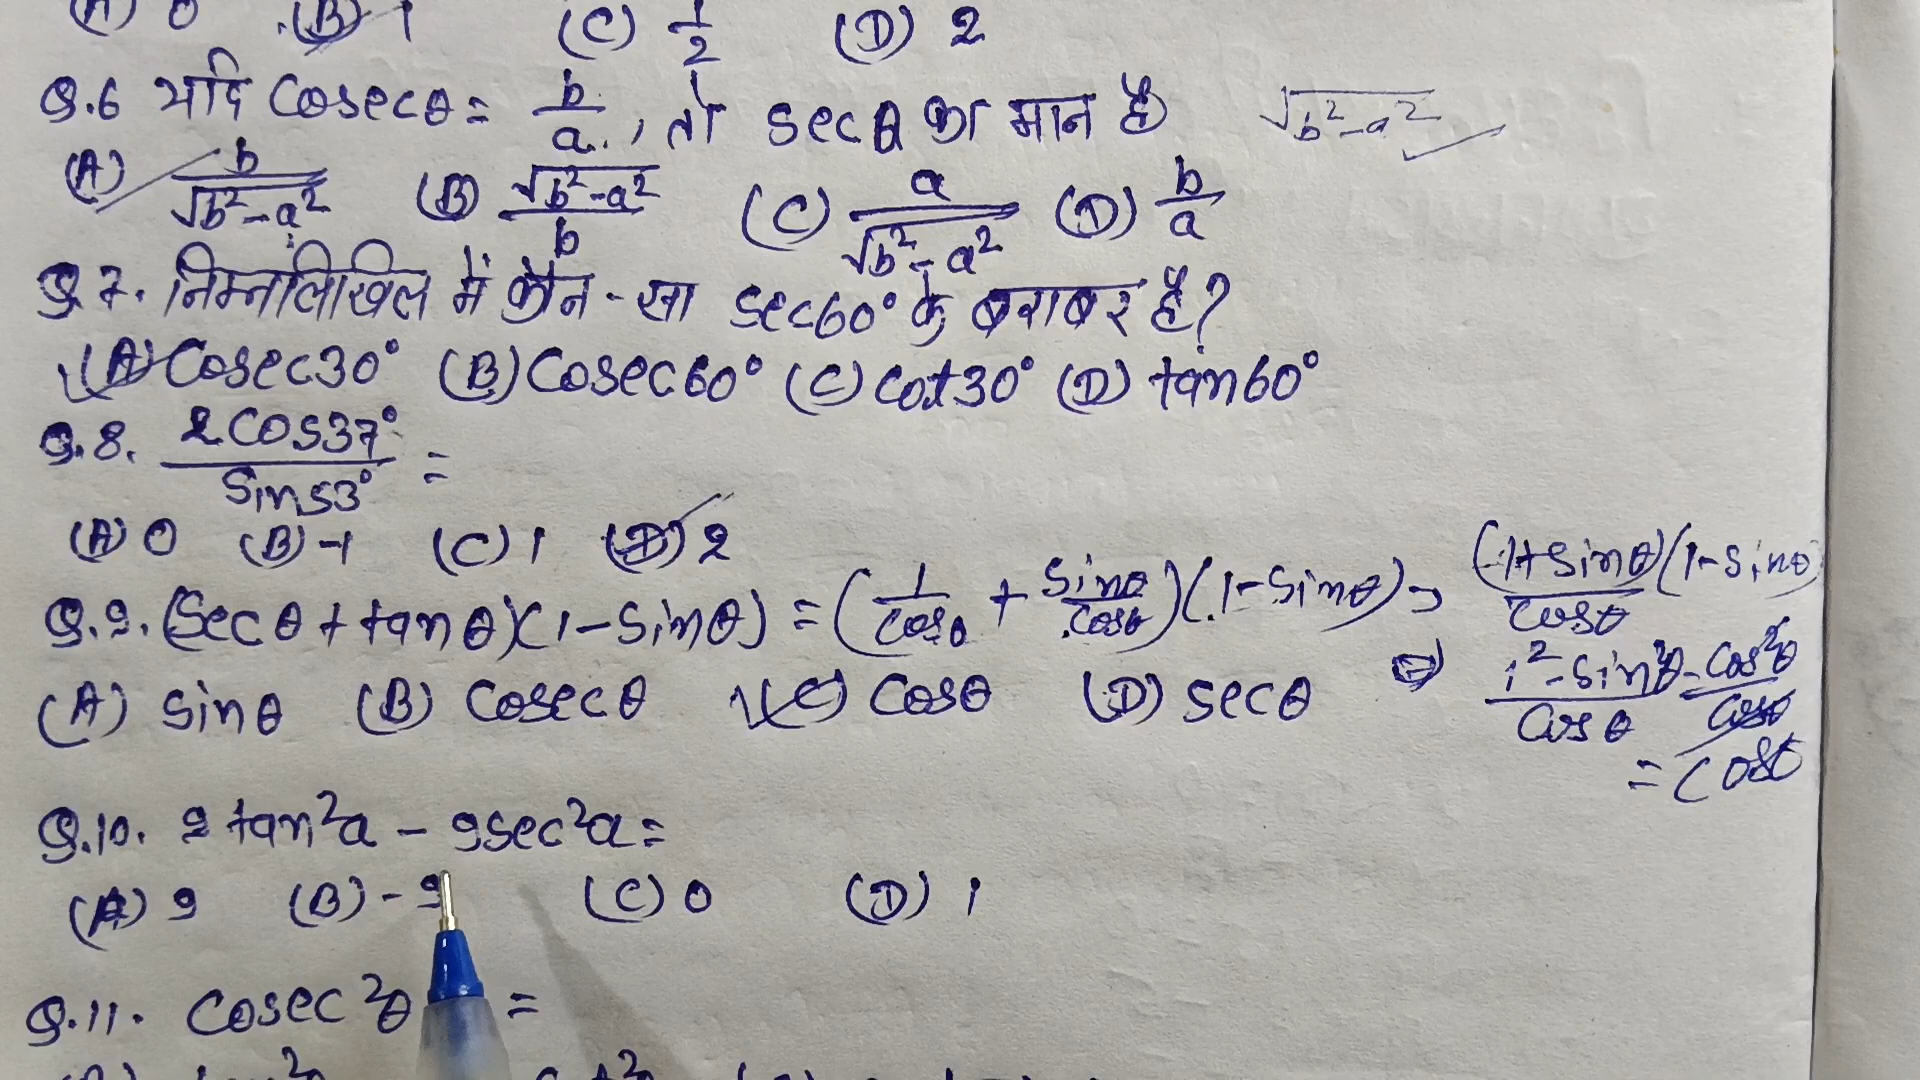 (A) 0 (B) 1 (C) 1/2 (D) 2
Q.6 यदि Cosecθ = b/a, तो secθ का मान है √b²-a²
(A) b/√b²-a² (B) √b²-a²/b (C) a/√b²-a² (D) b/a
Q.7. निम्नलिखित में कौन-सा sec60° के बराबर है?
(A) Cosec30° (B) Cosec60° (C) cot30° (D) tan60°
Q.8. 2cos37°/Sin53° =
(A) 0 (B) -1 (C) 1 (D) 2
Q.9. (Secθ + tanθ)(1-Sinθ) = (1/cosθ + Sinθ/cosθ)(1-Sinθ) → (1+Sinθ)(1-Sinθ)/cosθ
(A) Sinθ (B) Cosecθ (C) Cosθ (D) secθ ⇒ 1²-Sin²θ/Cosθ = Cos²θ/Cosθ
= Cosθ
Q.10. 9 tan²a - 9sec²a =
(A) 9 (B) -9 (C) 0 (D) 1
Q.11. Cosec²θ =